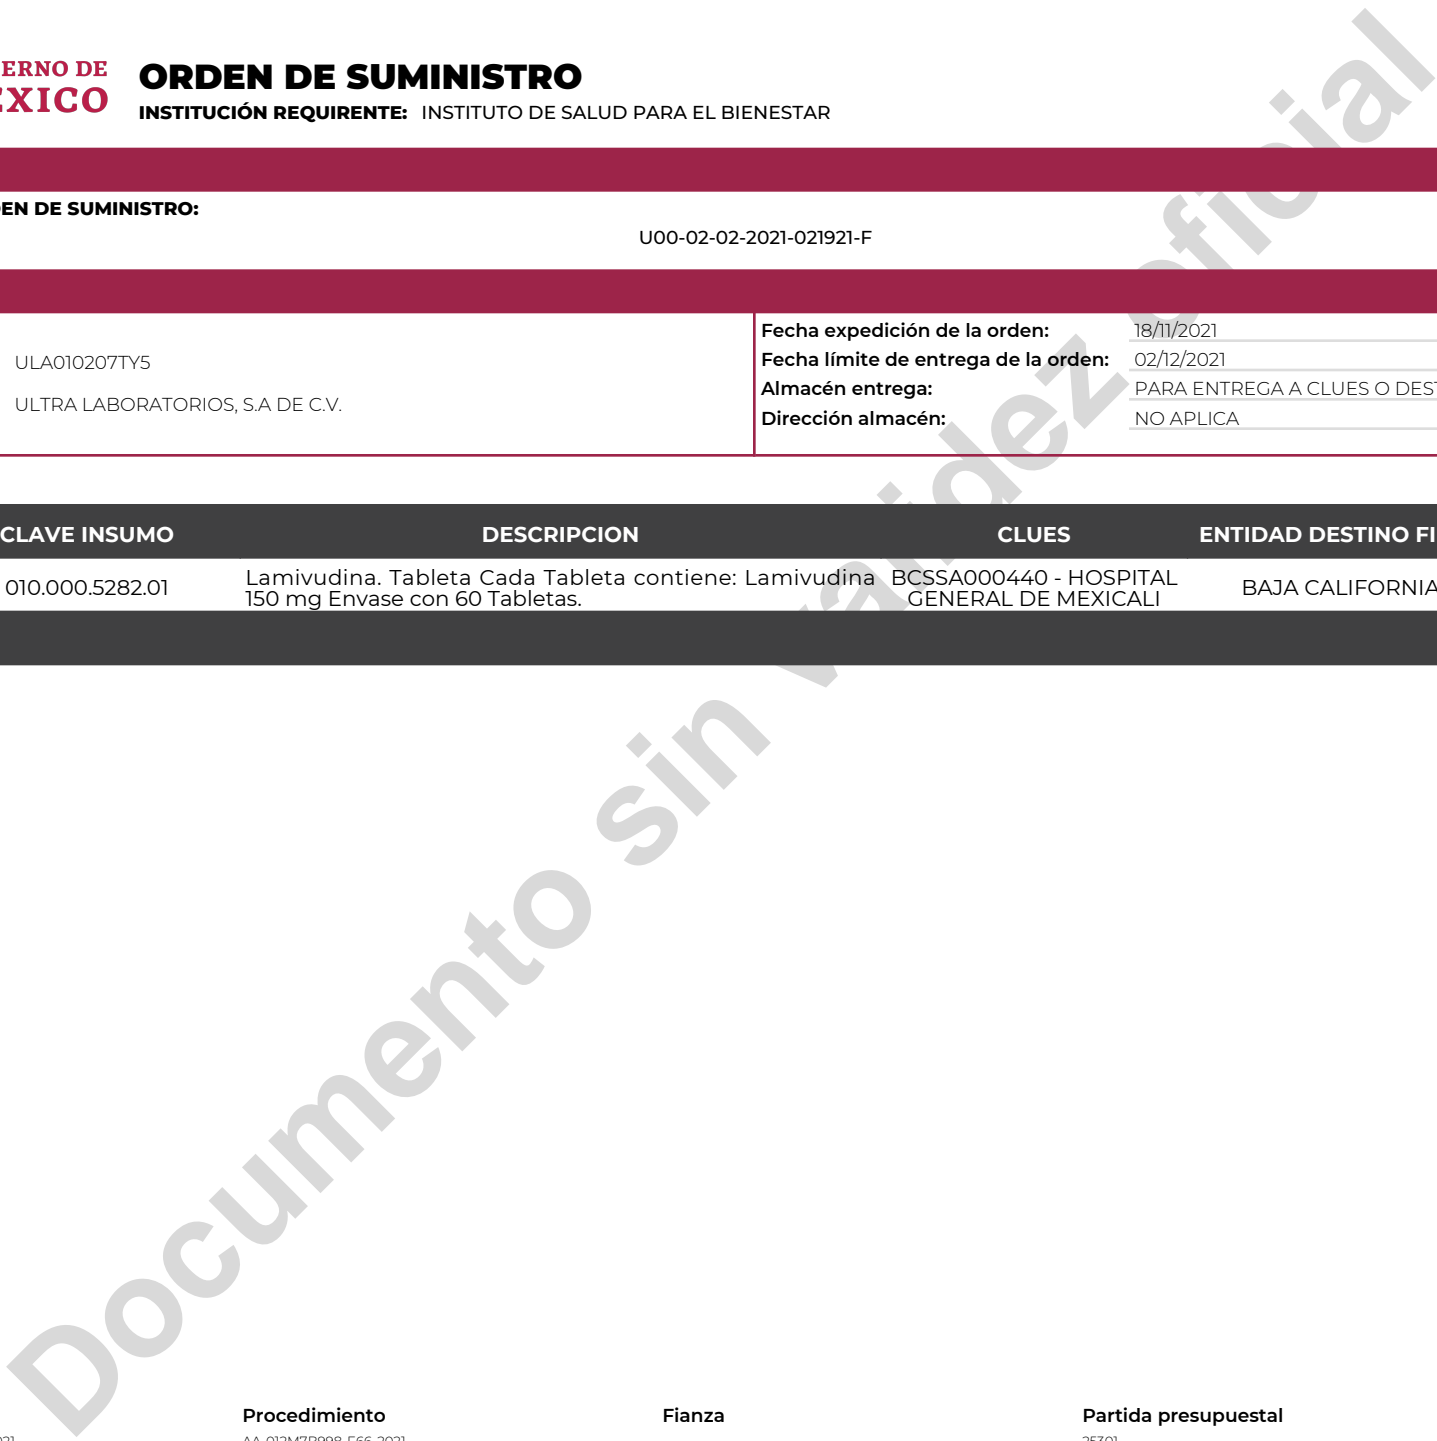 ERNO DE
EXICO
ORDEN DE SUMINISTRO
INSTITUCIÓN REQUIRENTE: INSTITUTO DE SALUD PARA EL BIENESTAR
EN DE SUMINISTRO:
U00-02-02-2021-021921-F
ULA010207TY5
ULTRA LABORATORIOS, S.A DE C.V.
Fecha expedición de la orden: 18/11/2021
Fecha límite de entrega de la orden: 02/12/2021
Almacén entrega: PARA ENTREGA A CLUES O DEST
Dirección almacén: NO APLICA
CLAVE INSUMO DESCRIPCION CLUES ENTIDAD DESTINO FI
010.000.5282.01 Lamivudina. Tableta Cada Tableta contiene: Lamivudina BCSSA000440 - HOSPITAL BAJA CALIFORNIA
150 mg Envase con 60 Tabletas. GENERAL DE MEXICALI
Documento sin validez oficial
Procedimiento Fianza Partida presupuestal